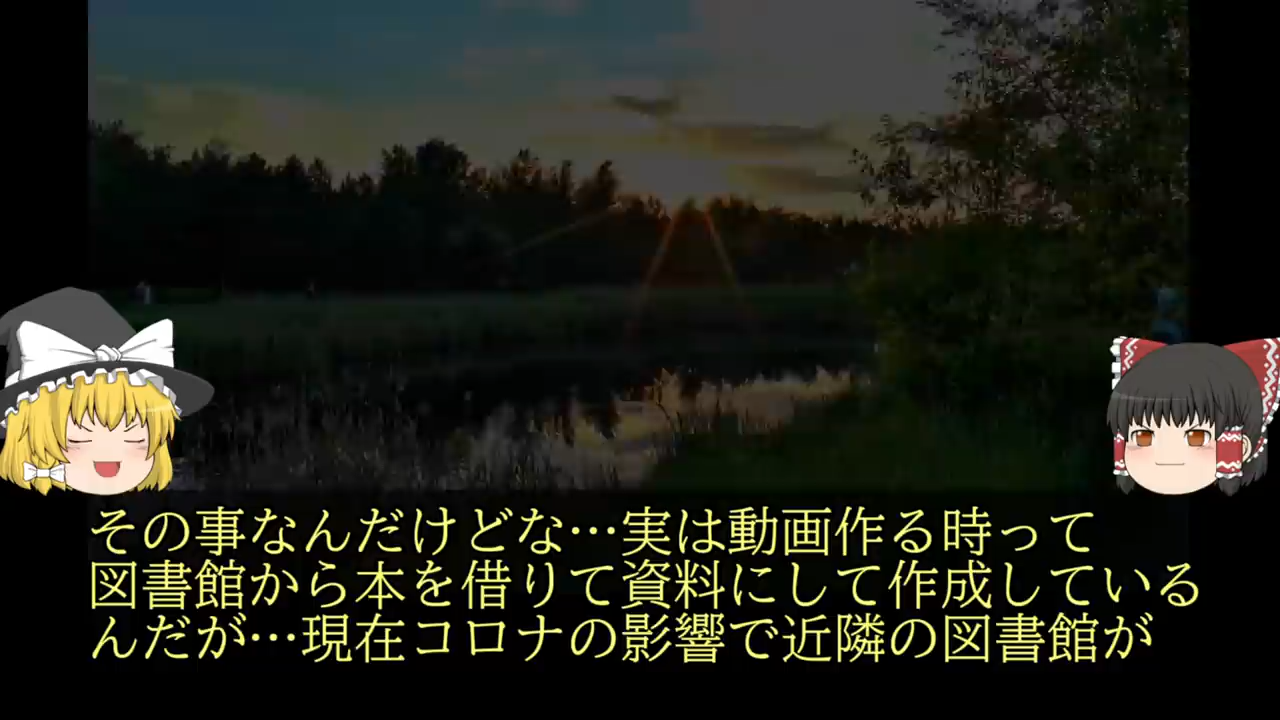 その事なんだけどな…実は動画作る時って
図書館から本を借りて資料にして作成している
んだが…現在コロナの影響で近隣の図書館が